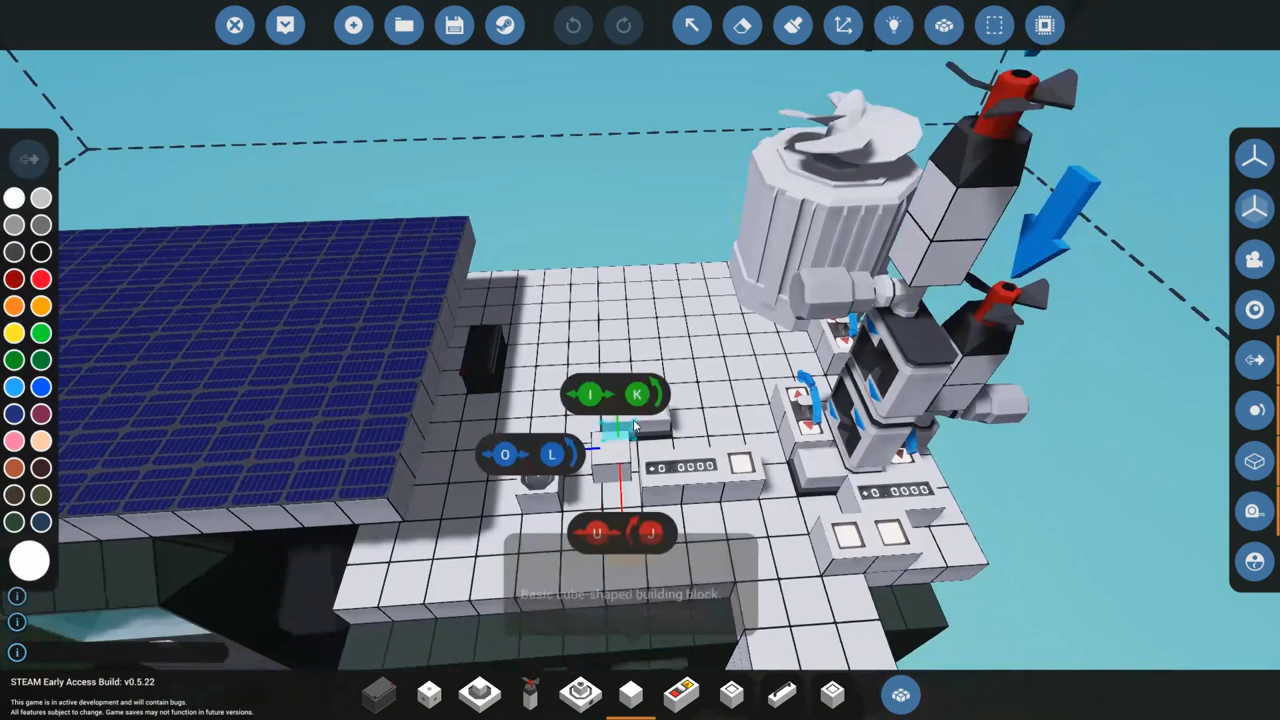 I K
O L
+0.0000
+0.0000
U J
Basic cube-shaped building block.
STEAM Early Access Build: v0.5.22
This game is in active development and will contain bugs.
All features subject to change. Game saves may not function in future versions.